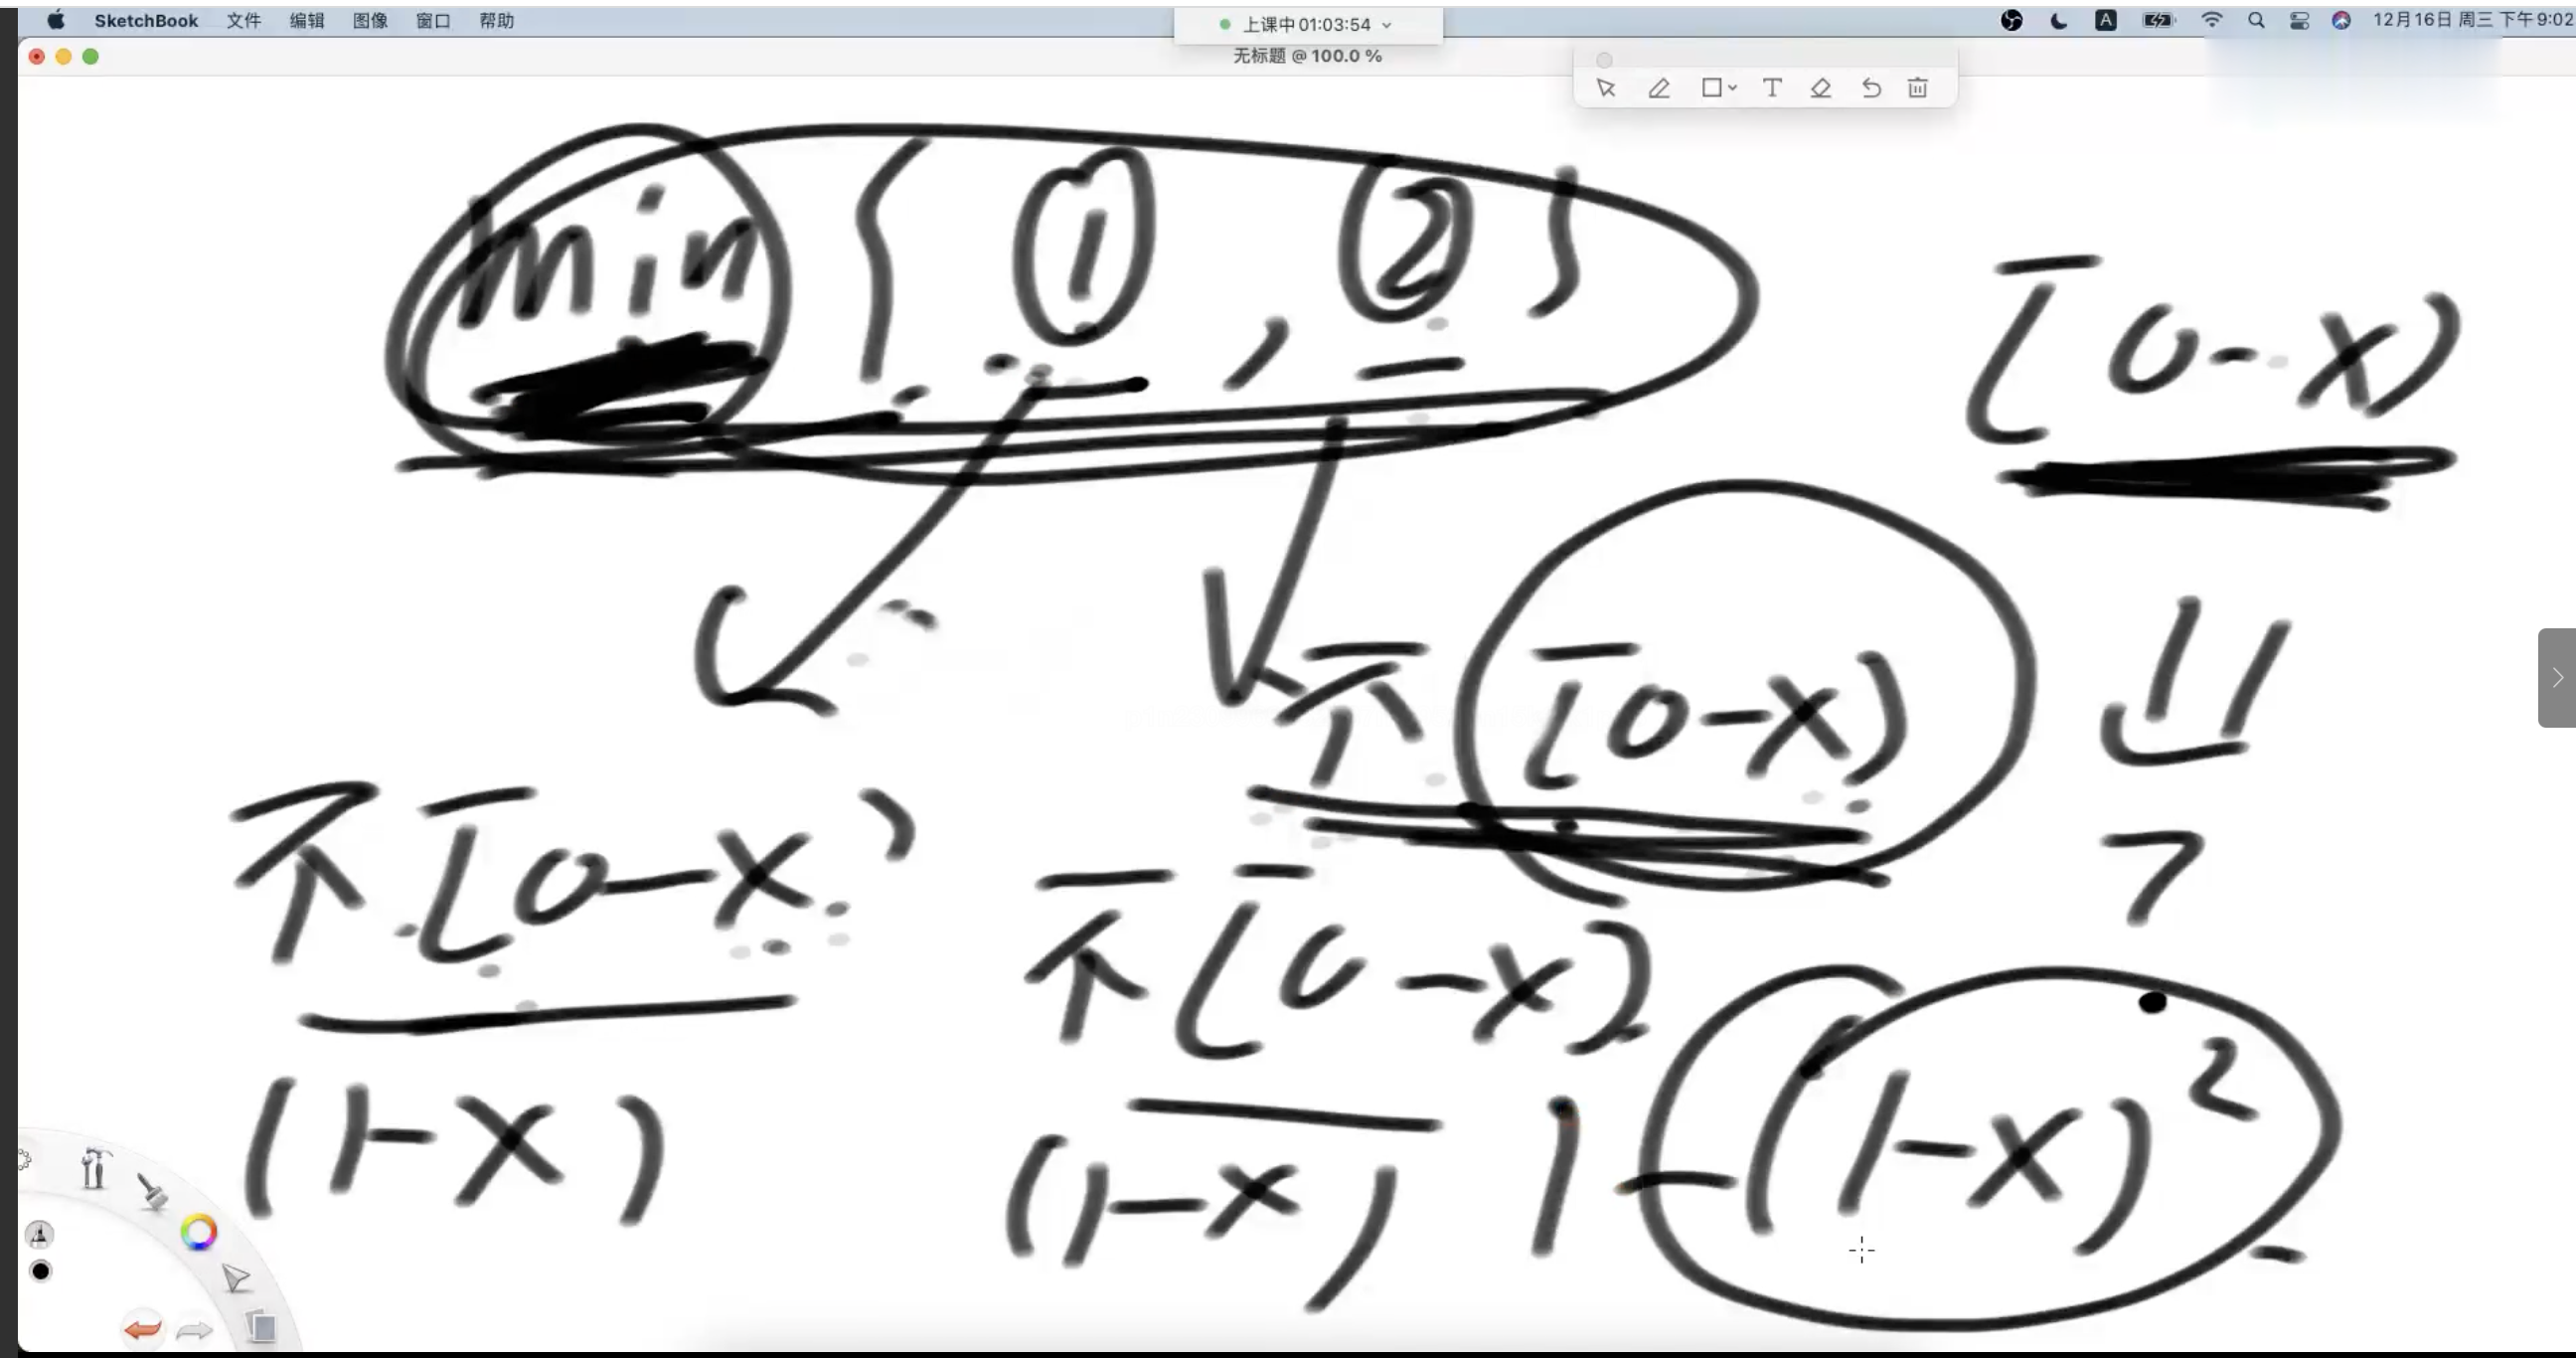 SketchBook 文件 编辑 图像 窗口 帮助
上课中 01:03:54
A
12月16日 周三 下午9:02
无标题 @ 100.0 %
T
min { ① , ② }
[0-X)
不 [0-X)
不 [0-X)
不 [0-X)
(1-X)
(1-X)
1-(1-X)²